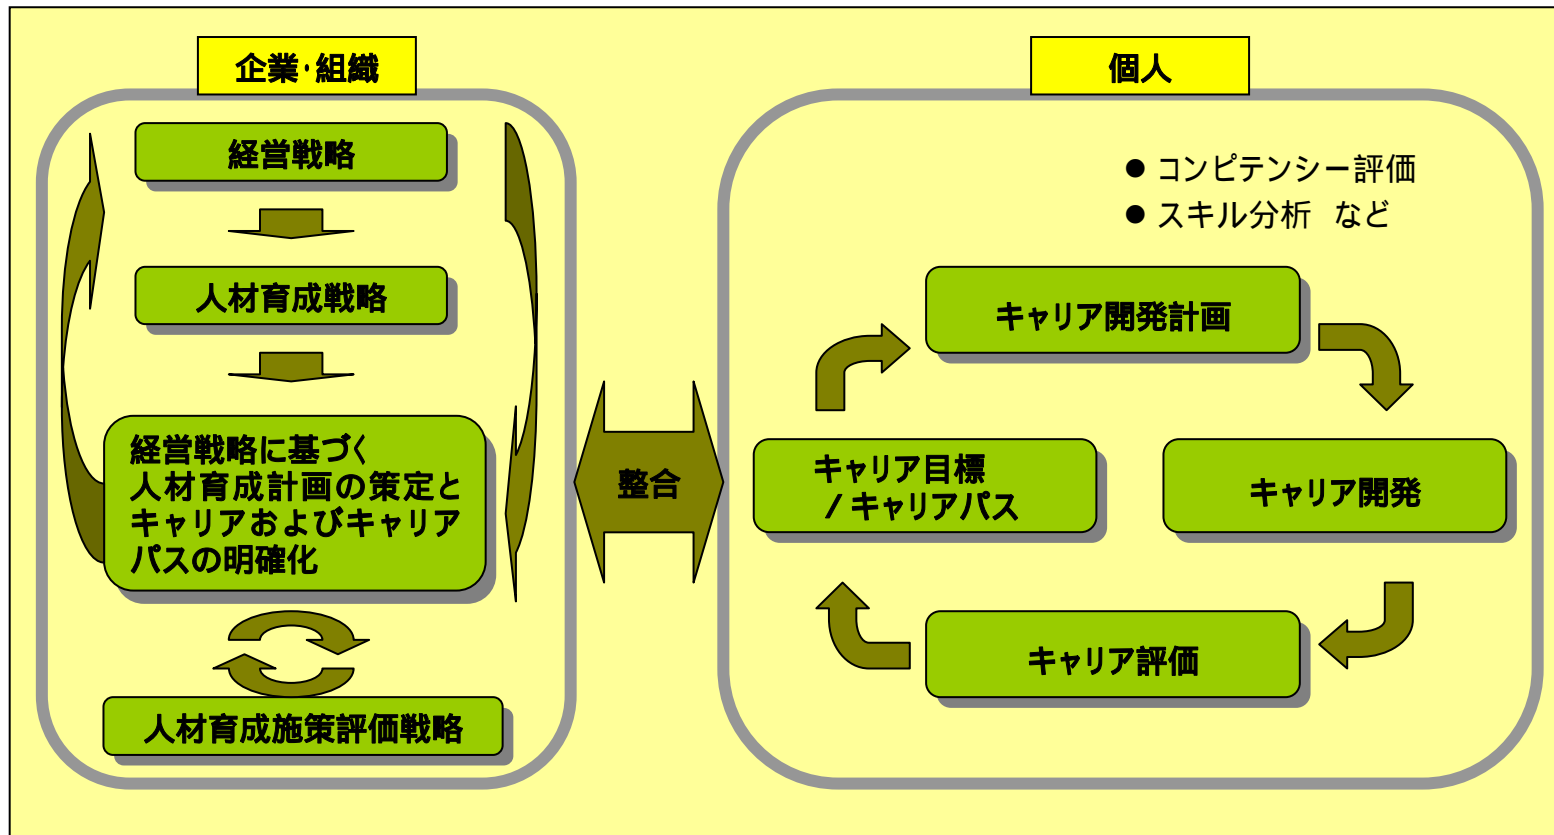 企業・組織
経営戦略
人材育成戦略
経営戦略に基づく
人材育成計画の策定と
キャリアおよびキャリア
パスの明確化
人材育成施策評価戦略
整合
個人
● コンピテンシー評価
● スキル分析　など
キャリア開発計画
キャリア目標
/キャリアパス
キャリア開発
キャリア評価